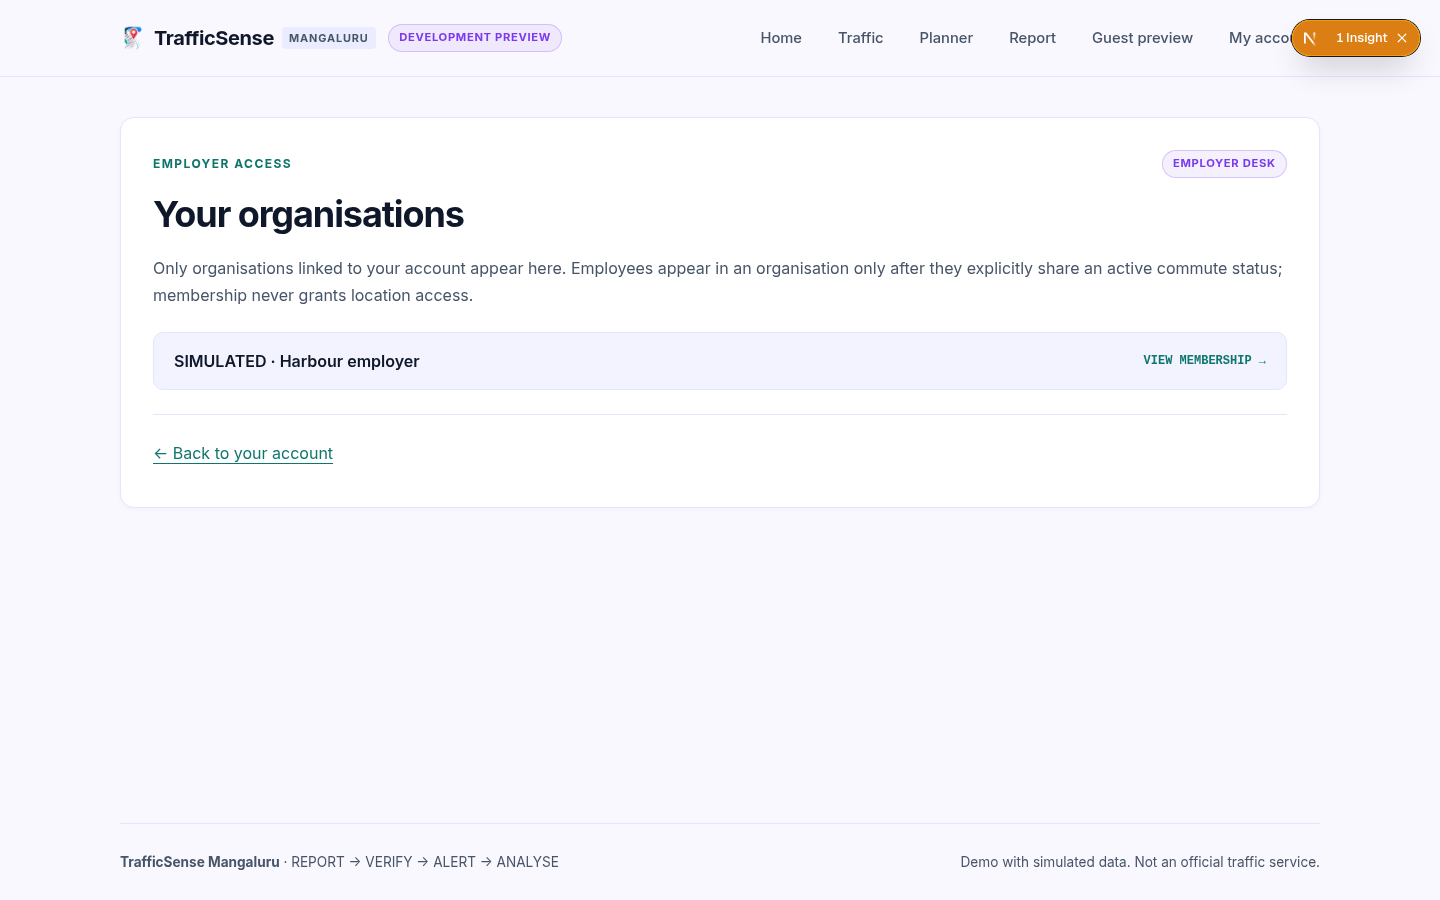 TrafficSense MANGALURU DEVELOPMENT PREVIEW Home Traffic Planner Report Guest preview My 1 Insight
EMPLOYER ACCESS EMPLOYER DESK
Your organisations
Only organisations linked to your account appear here. Employees appear in an organisation only after they explicitly share an active commute status;
membership never grants location access.
SIMULATED · Harbour employer VIEW MEMBERSHIP →
← Back to your account
TrafficSense Mangaluru · REPORT → VERIFY → ALERT → ANALYSE Demo with simulated data. Not an official traffic service.